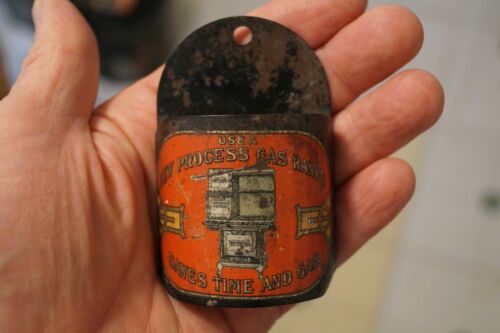 USE A
NEW PROCESS GAS RANGE
SAVES TIME AND GAS